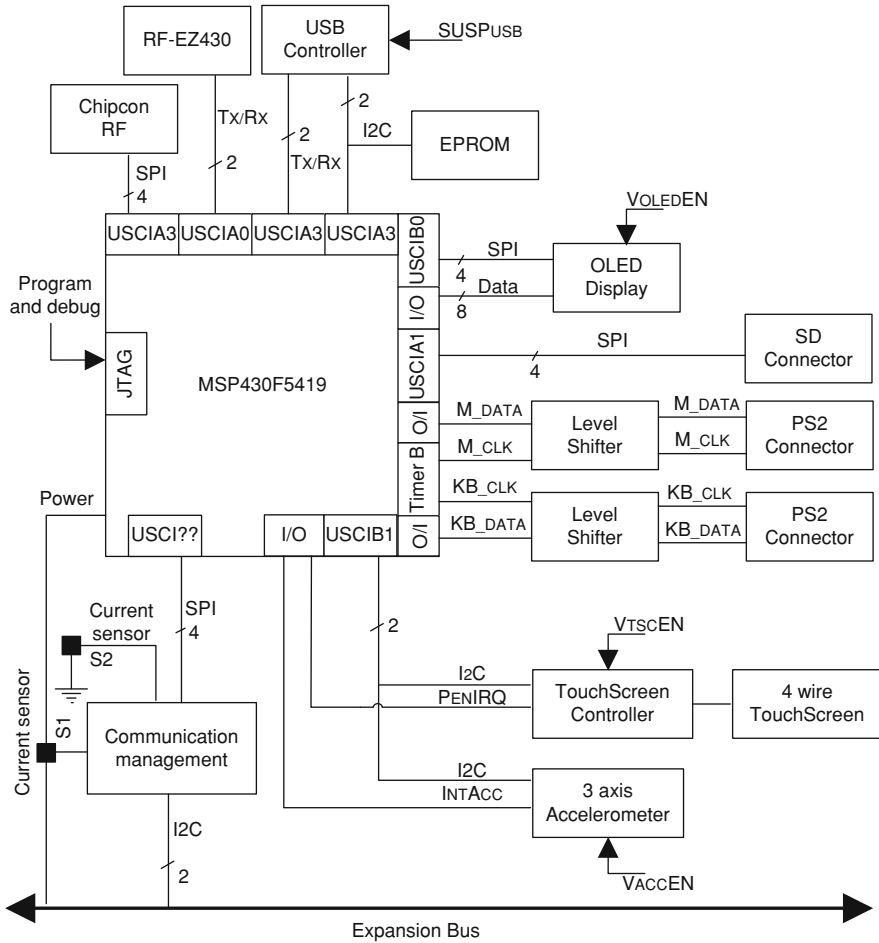 RF-EZ430
USB
Controller
SUSPUSB
Chipcon
RF
TX/RX
2
I2C
EPROM
2
TX/RX
2
SPI
4
USCIA3
USCIA0
USCIA3
USCIA3
USCIB0
VOLEDEN
SPI
4
OLED
Display
Data
8
I/O
Program
and debug
JTAG
MSP430F5419
USCIA1
SPI
4
SD
Connector
O/I
M_DATA
M_CLK
Level
Shifter
M_DATA
M_CLK
PS2
Connector
Timer B
KB_CLK
KB_DATA
Level
Shifter
KB_CLK
KB_DATA
PS2
Connector
O/I
Power
USCI??
I/O
USCIB1
SPI
4
2
Current
sensor
S2
VTSCEN
I2C
PENIRQ
TouchScreen
Controller
4 wire
TouchScreen
Current sensor
S1
Communication
management
I2C
INTACC
3 axis
Accelerometer
I2C
2
VACCEN
Expansion Bus